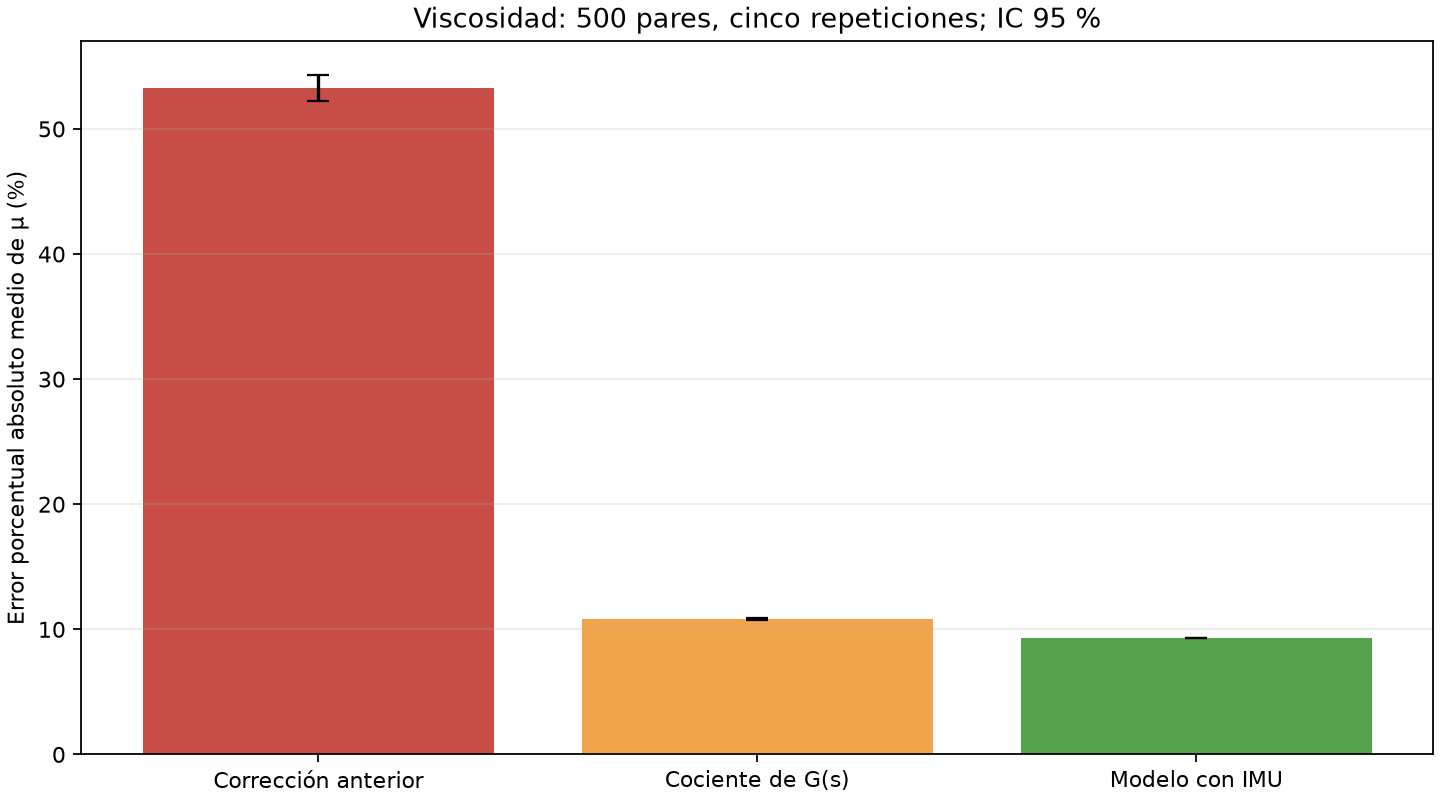 Viscosidad: 500 pares, cinco repeticiones; IC 95 %
Error porcentual absoluto medio de μ (%)
50
40
30
20
10
0
Corrección anterior
Cociente de G(s)
Modelo con IMU